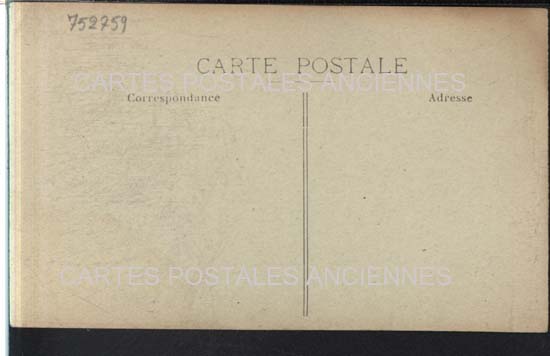 752759
CARTE POSTALE
CARTES POSTALES ANCIENNES
Correspondance
Adresse
CARTES POSTALES ANCIENNES